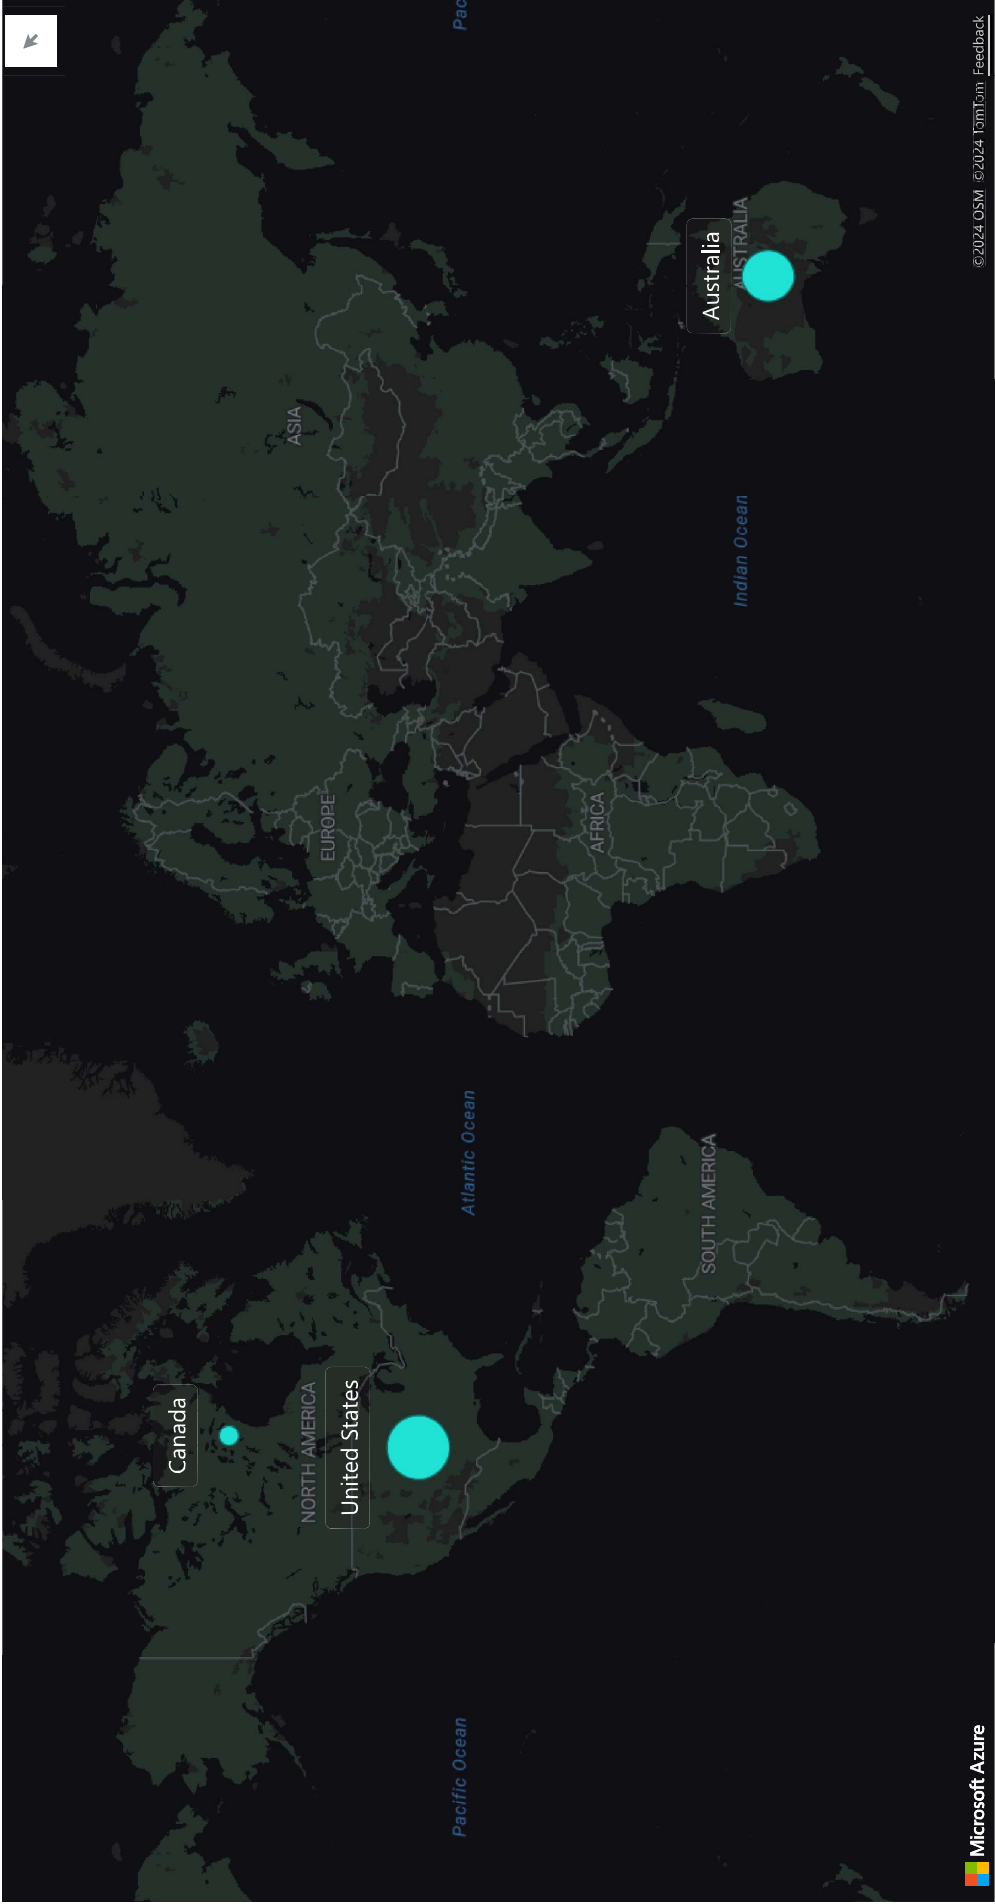 Canada
NORTH AMERICA
United States
EUROPE
ASIA
Pacific Ocean
Atlantic Ocean
Pac
AFRICA
SOUTH AMERICA
Australia
AUSTRALIA
Indian Ocean
Microsoft Azure
©2024 OSM ©2024 TomTom Feedback